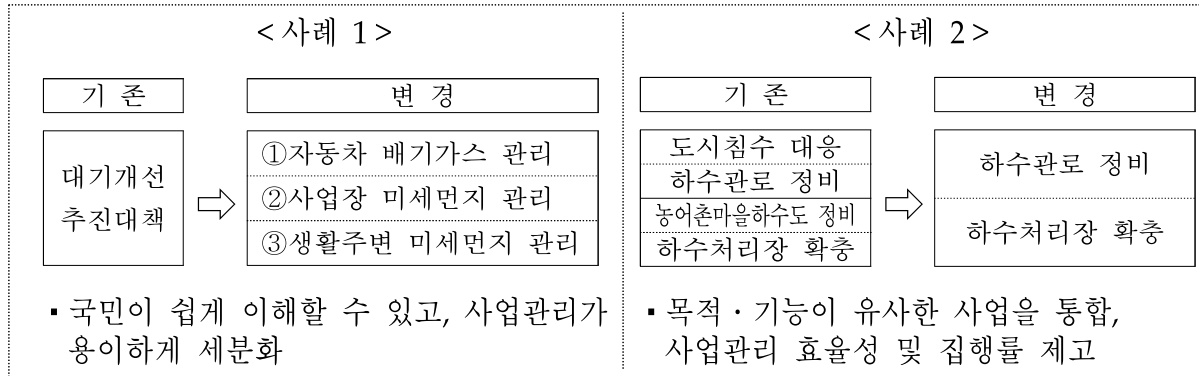 <사례 1>
기 존
변 경
대기개선
추진대책
①자동차 배기가스 관리
②사업장 미세먼지 관리
③생활주변 미세먼지 관리
▪국민이 쉽게 이해할 수 있고, 사업관리가
용이하게 세분화
<사례 2>
기 존
변 경
도시침수 대응
하수관로 정비
농어촌마을하수도 정비
하수처리장 확충
하수관로 정비
하수처리장 확충
▪목적·기능이 유사한 사업을 통합,
사업관리 효율성 및 집행률 제고